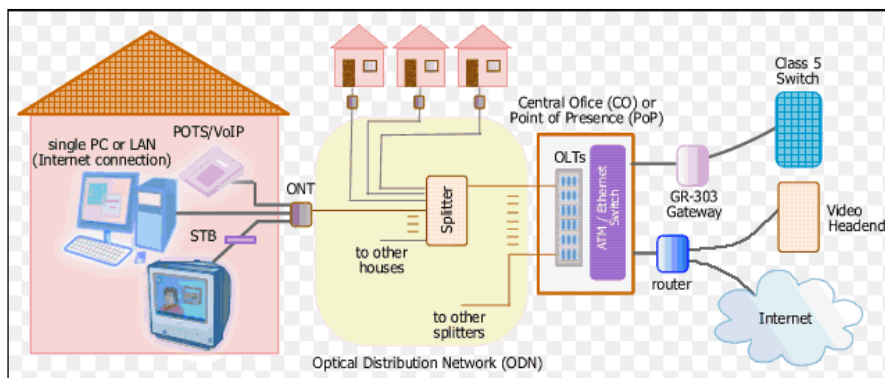 Class 5
Switch
Central Ofice (CO) or
Point of Presence (PoP)
POTS/VoIP
single PC or LAN
(Internet connection)
ONT
OLTs
Splitter
ATM / Ethernet
Switch
GR-303
Gateway
Video
Headend
STB
to other
houses
router
to other
splitters
Internet
Optical Distribution Network (ODN)